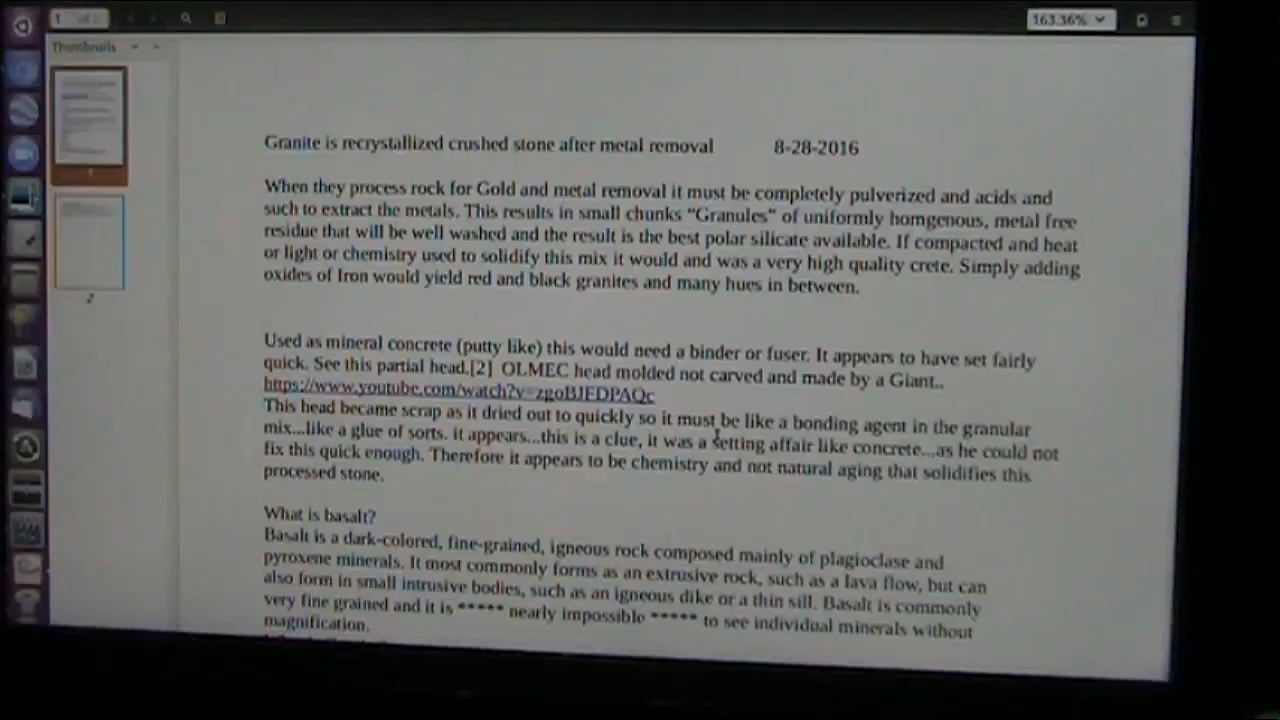 1
163.36%
Thumbnails
1
2
Granite is recrystallized crushed stone after metal removal 8-28-2016
When they process rock for Gold and metal removal it must be completely pulverized and acids and
such to extract the metals. This results in small chunks “Granules” of uniformly homgenous, metal free
residue that will be well washed and the result is the best polar silicate available. If compacted and heat
or light or chemistry used to solidify this mix it would and was a very high quality crete. Simply adding
oxides of Iron would yield red and black granites and many hues in between.
Used as mineral concrete (putty like) this would need a binder or fuser. It appears to have set fairly
quick. See this partial head.[2] OLMEC head molded not carved and made by a Giant..
https://www.youtube.com/watch?v=zgoBJEDPAQc
This head became scrap as it dried out to quickly so it must be like a bonding agent in the granular
mix...like a glue of sorts. it appears...this is a clue, it was a setting affair like concrete...as he could not
fix this quick enough. Therefore it appears to be chemistry and not natural aging that solidifies this
processed stone.
What is basalt?
Basalt is a dark-colored, fine-grained, igneous rock composed mainly of plagioclase and
pyroxene minerals. It most commonly forms as an extrusive rock, such as a lava flow, but can
also form in small intrusive bodies, such as an igneous dike or a thin sill. Basalt is commonly
very fine grained and it is ***** nearly impossible ***** to see individual minerals without
magnification.